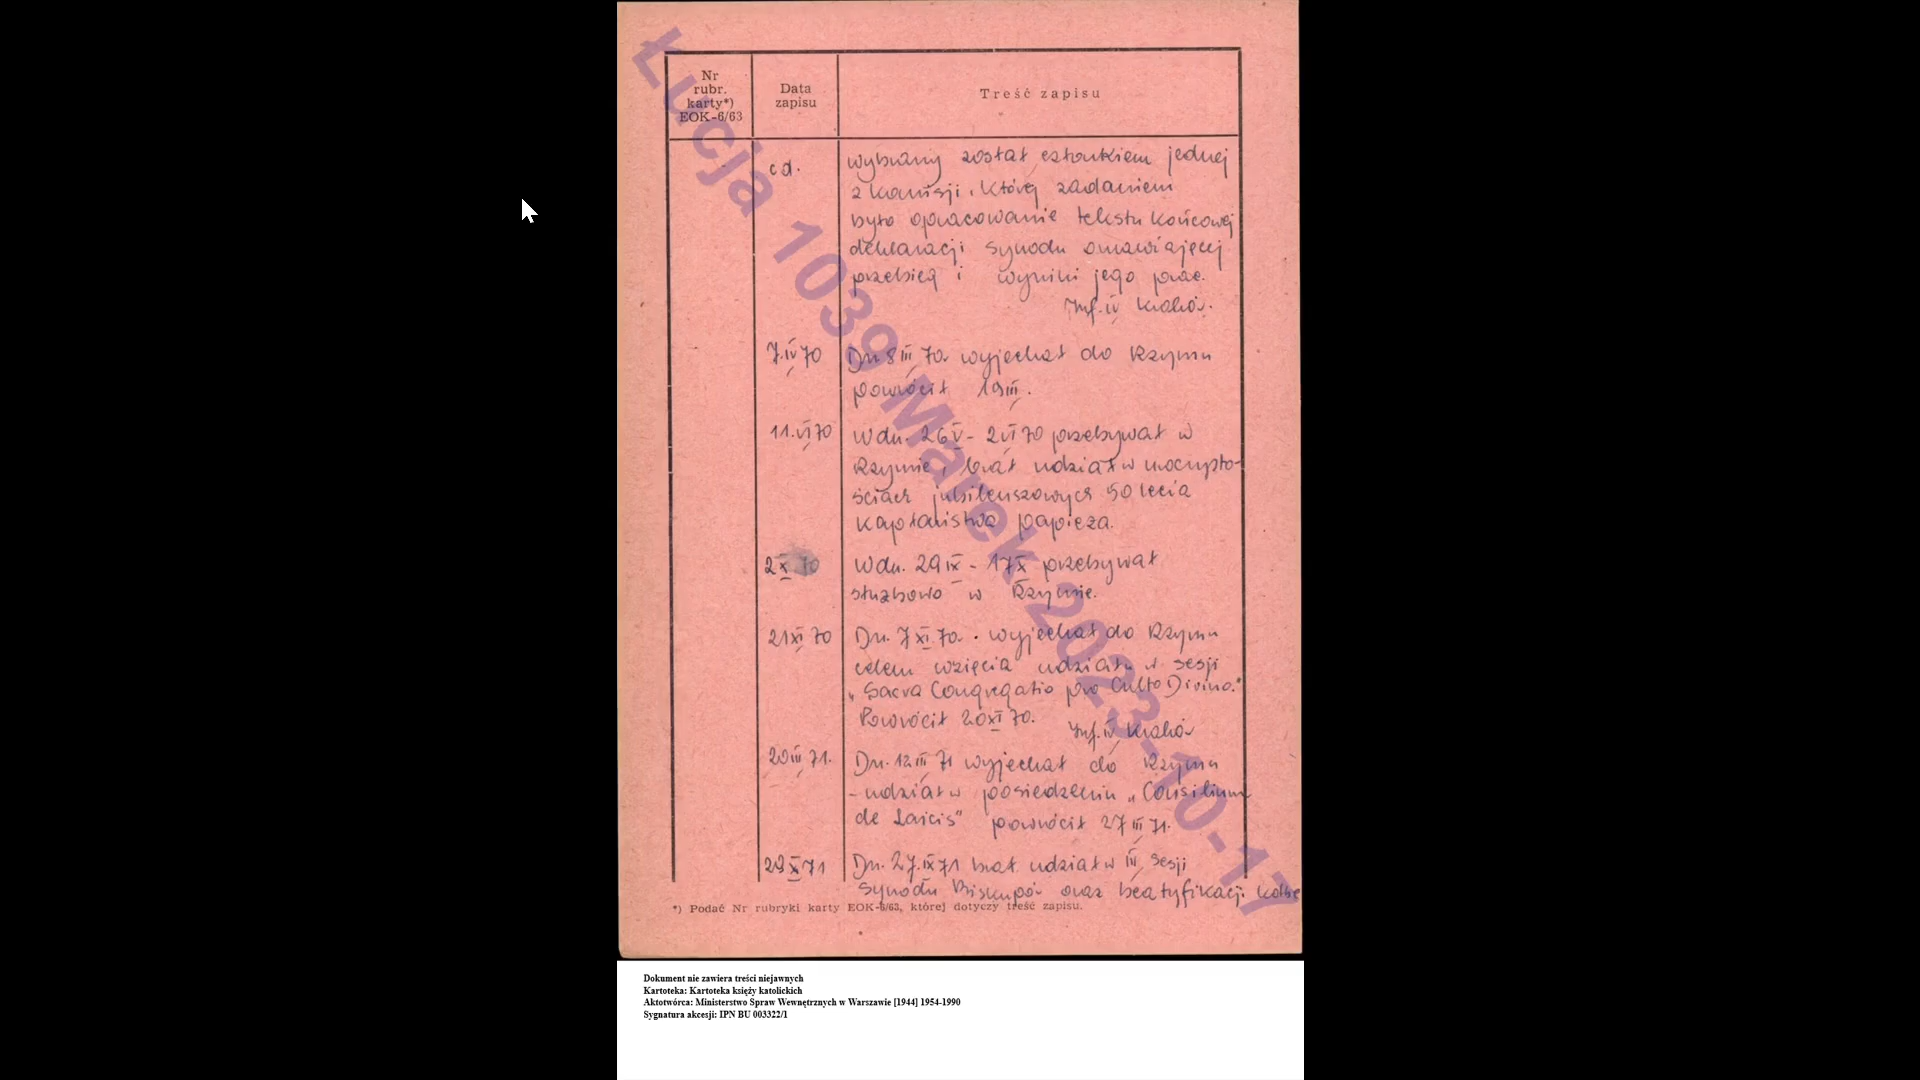 Nr
rubr.
karty*)
EOK-6/63
Data
zapisu
Treść zapisu
cd.
wybrany został członkiem jednej
z komisji, której zadaniem
było opracowanie tekstu końcowej
deklaracji synodu omawiającej
przebieg i wyniki jego prac.
Inf. IV Kraków.
7.IV 70
Dn. 8 III 70. wyjechał do Rzymu
powrócił 19 III.
11.VI 70
W dn. 26 V - 2 VI 70 przebywał w
Rzymie, brał udział w uroczysto-
ściach jubileuszowych 50 lecia
kapłaństwa papieża.
2 X 70
W dn. 29 IX - 17 X przebywał
służbowo w Rzymie.
21 XI 70
Dn. 7 XI 70. wyjechał do Rzymu
celem wzięcia udziału w sesji
„Sacra Congregatio pro Culto Divino."
Powrócił 20 XI 70.
Inf. IV Kraków
20 III 71.
Dn. 12 III 71 wyjechał do Rzymu
- udział w posiedzeniu „Consilium
de Laicis" powrócił 27 III 71.
29 X 71
Dn. 27.IX 71 brał udział w III sesji
Synodu Biskupów oraz beatyfikacji Kolbe
*) Podać Nr rubryki karty EOK-6/63, której dotyczy treść zapisu.
Łucja 1039 Marek 2023-10-17
Dokument nie zawiera treści niejawnych
Kartoteka: Kartoteka księży katolickich
Aktotwórca: Ministerstwo Spraw Wewnętrznych w Warszawie [1944] 1954-1990
Sygnatura akcesji: IPN BU 003322/1